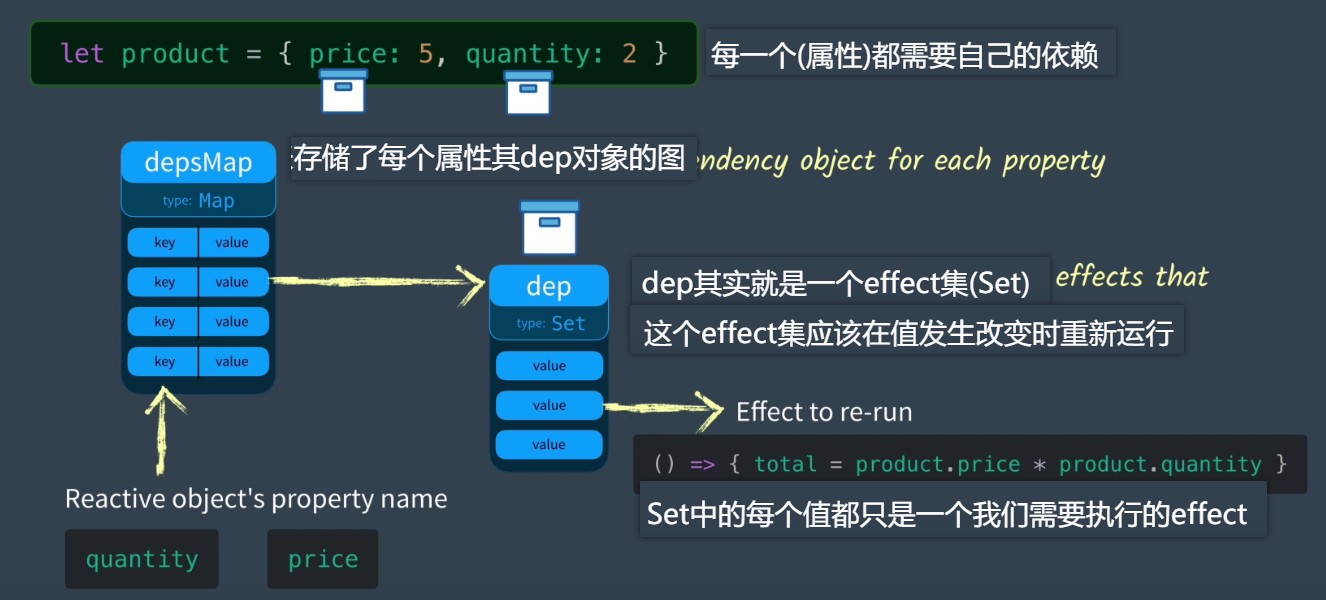 let product = { price: 5, quantity: 2 }
每一个(属性)都需要自己的依赖
depsMap
type: Map
key value
key value
key value
key value
存储了每个属性其dep对象的图
endency object for each property
dep
type: Set
value
value
value
dep其实就是一个effect集(Set)
effects that
这个effect集应该在值发生改变时重新运行
Effect to re-run
() => { total = product.price * product.quantity }
Set中的每个值都只是一个我们需要执行的effect
Reactive object's property name
quantity
price